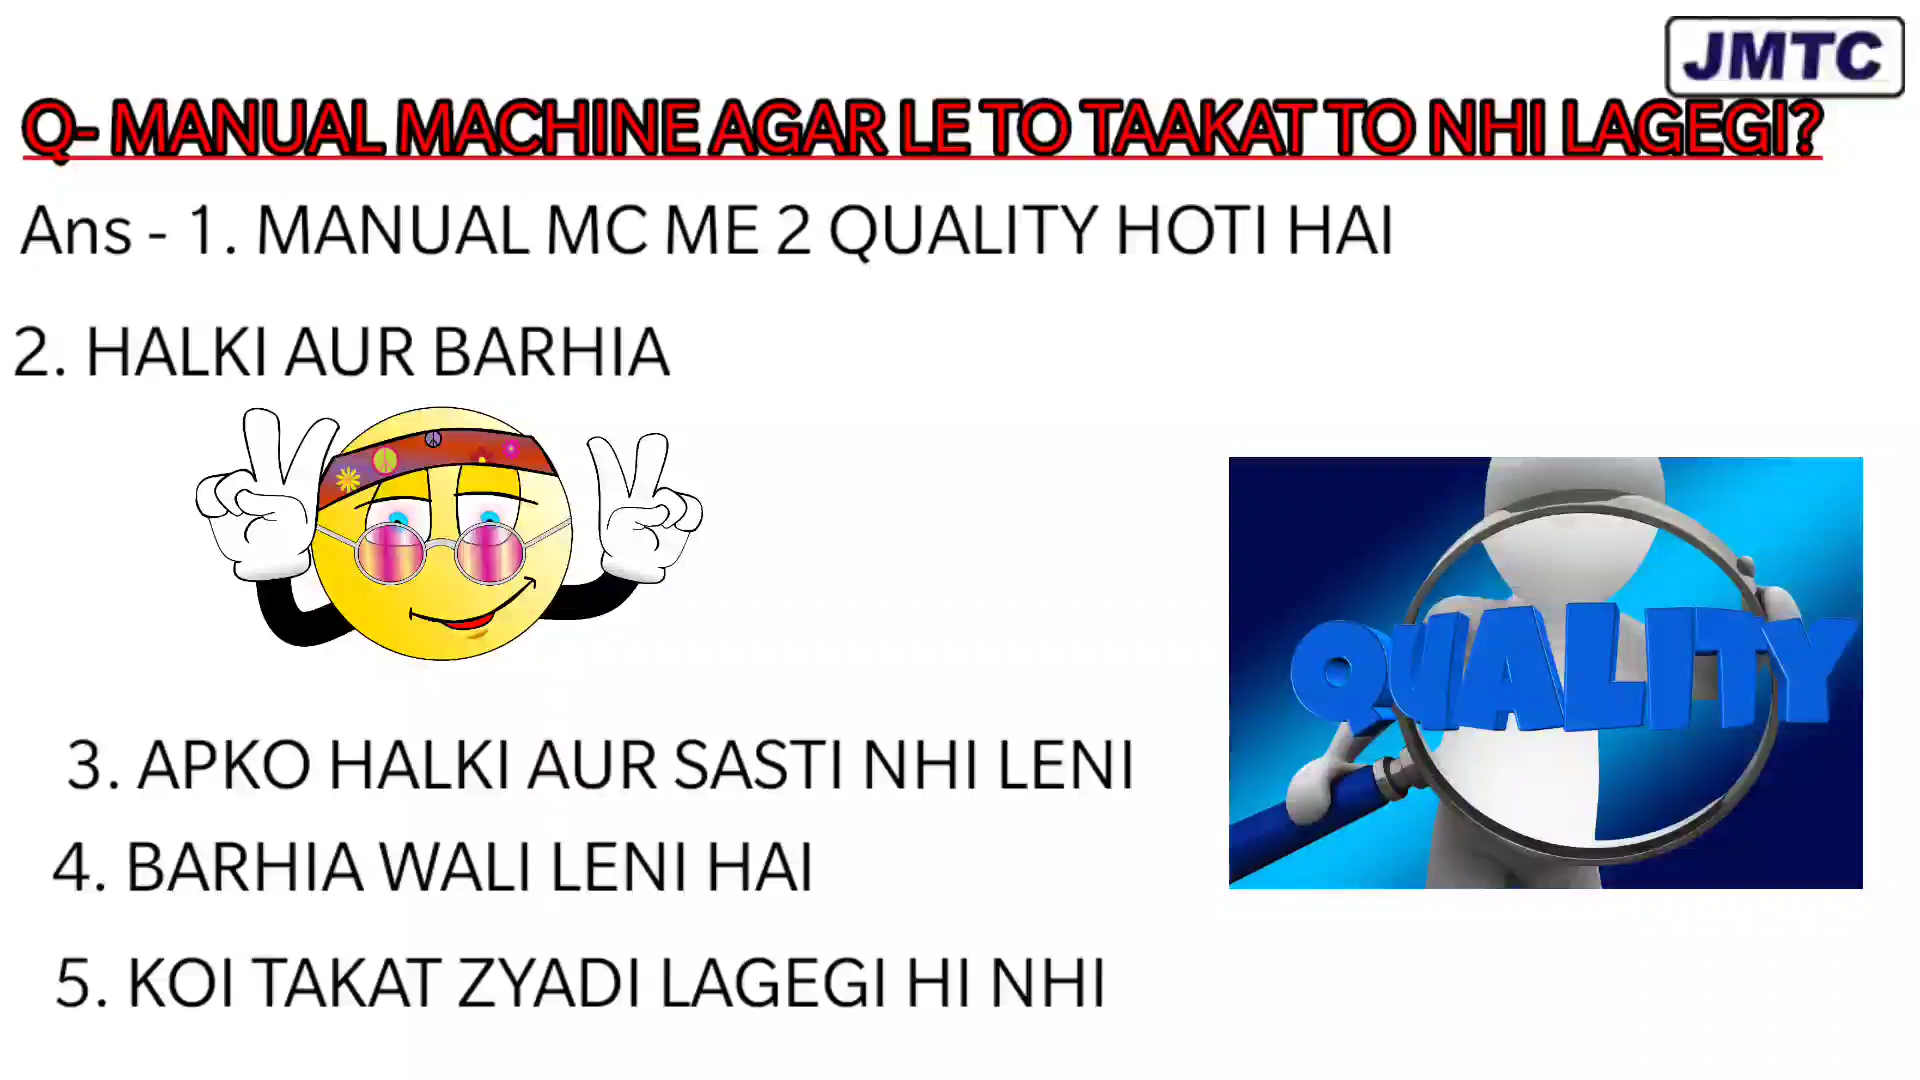 JMTC
Q- MANUAL MACHINE AGAR LE TO TAAKAT TO NHI LAGEGI?
Ans - 1. MANUAL MC ME 2 QUALITY HOTI HAI
2. HALKI AUR BARHIA
QUALITY
3. APKO HALKI AUR SASTI NHI LENI
4. BARHIA WALI LENI HAI
5. KOI TAKAT ZYADI LAGEGI HI NHI